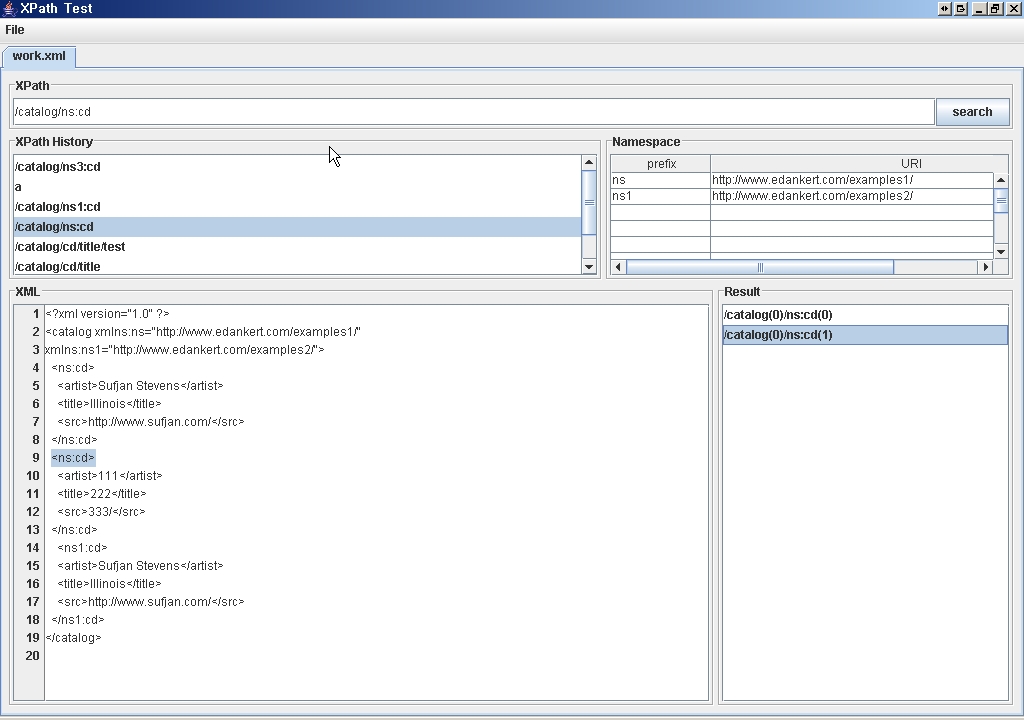 XPath Test
File
work.xml
XPath
/catalog/ns:cd
search
XPath History
/catalog/ns3:cd
a
/catalog/ns1:cd
/catalog/ns:cd
/catalog/cd/title/test
/catalog/cd/title
Namespace
prefix URI
ns http://www.edankert.com/examples1/
ns1 http://www.edankert.com/examples2/
XML
1 <?xml version="1.0" ?>
2 <catalog xmlns:ns="http://www.edankert.com/examples1/"
3 xmlns:ns1="http://www.edankert.com/examples2/">
4 <ns:cd>
5 <artist>Sufjan Stevens</artist>
6 <title>Illinois</title>
7 <src>http://www.sufjan.com/</src>
8 </ns:cd>
9 <ns:cd>
10 <artist>111</artist>
11 <title>222</title>
12 <src>333/</src>
13 </ns:cd>
14 <ns1:cd>
15 <artist>Sufjan Stevens</artist>
16 <title>Illinois</title>
17 <src>http://www.sufjan.com/</src>
18 </ns1:cd>
19 </catalog>
20
Result
/catalog(0)/ns:cd(0)
/catalog(0)/ns:cd(1)